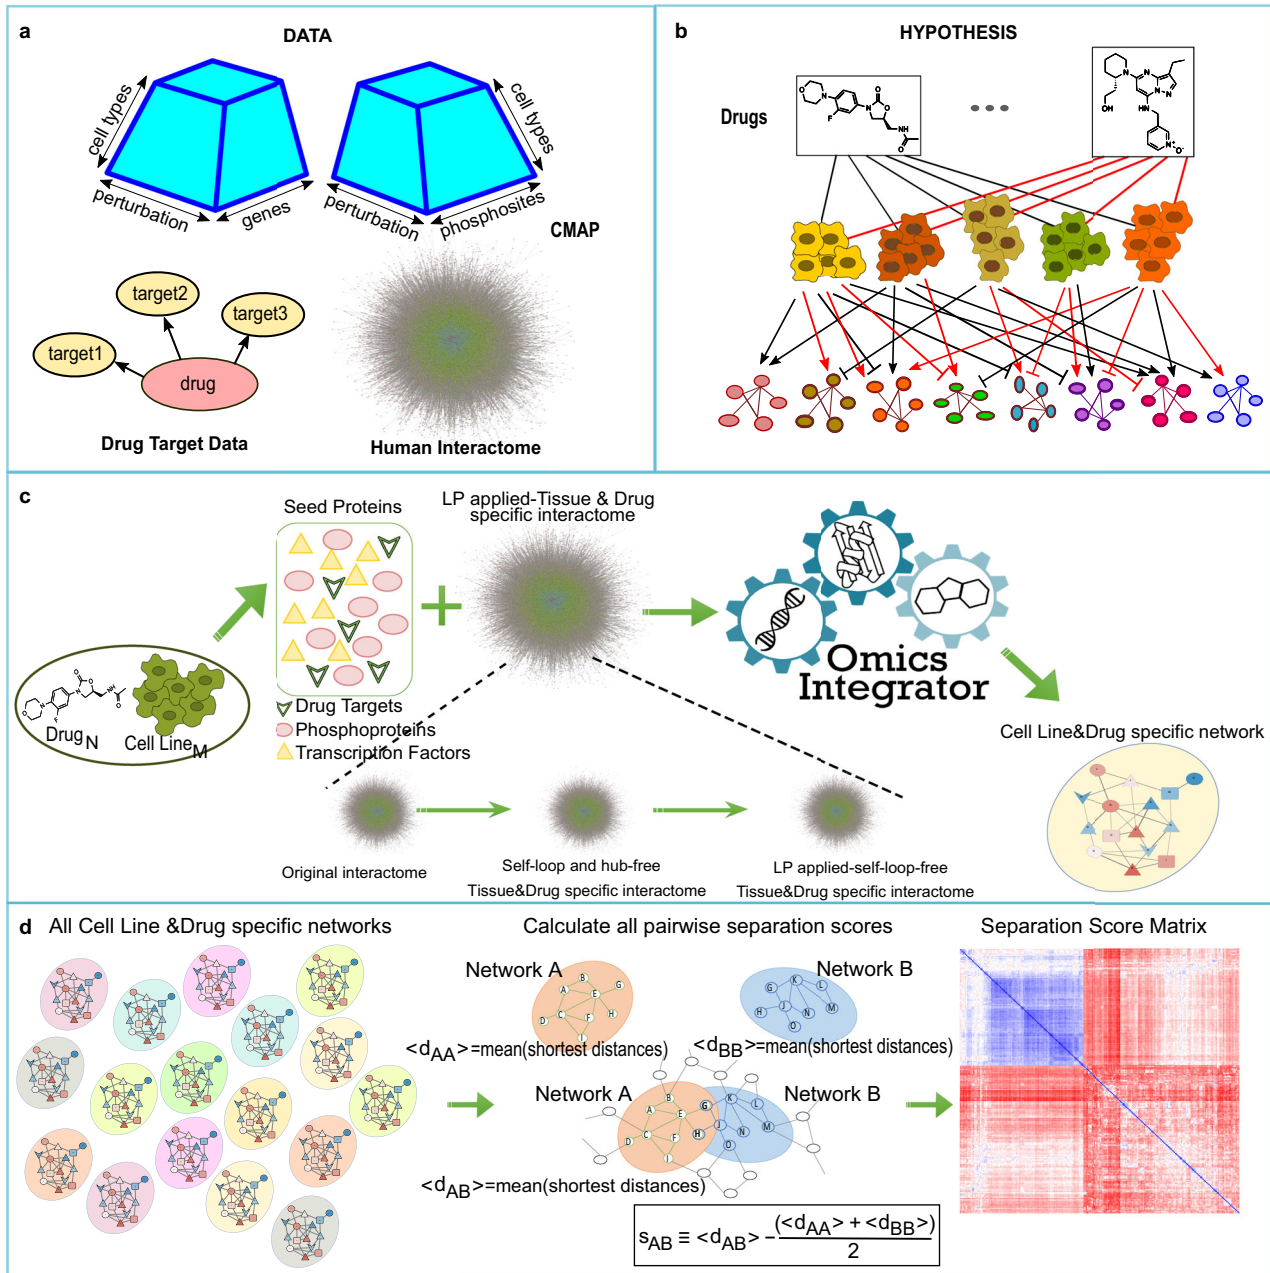 a
DATA
cell types
perturbation
genes
cell types
perturbation
phosphosites
CMAP
target2
target3
target1
drug
Drug Target Data
Human Interactome
b
HYPOTHESIS
Drugs
N
O
F
N
O
O
NH
O
N
N
N
N
OH
HN
N⁺
O⁻
c
Seed Proteins
LP applied-Tissue & Drug
specific interactome
Drug Targets
Phosphoproteins
Transcription Factors
DrugN
Cell LineM
Omics
Integrator
Cell Line&Drug specific network
Original interactome
Self-loop and hub-free
Tissue&Drug specific interactome
LP applied-self-loop-free
Tissue&Drug specific interactome
d
All Cell Line &Drug specific networks
Calculate all pairwise separation scores
Separation Score Matrix
Network A
Network B
A B C D E F G H I
G H J K L M N O
<dAA>=mean(shortest distances)
<dBB>=mean(shortest distances)
Network A
Network B
A B C D E F G H I J K L M N O
<dAB>=mean(shortest distances)
sAB ≡ <dAB> - (<dAA> + <dBB>)
2